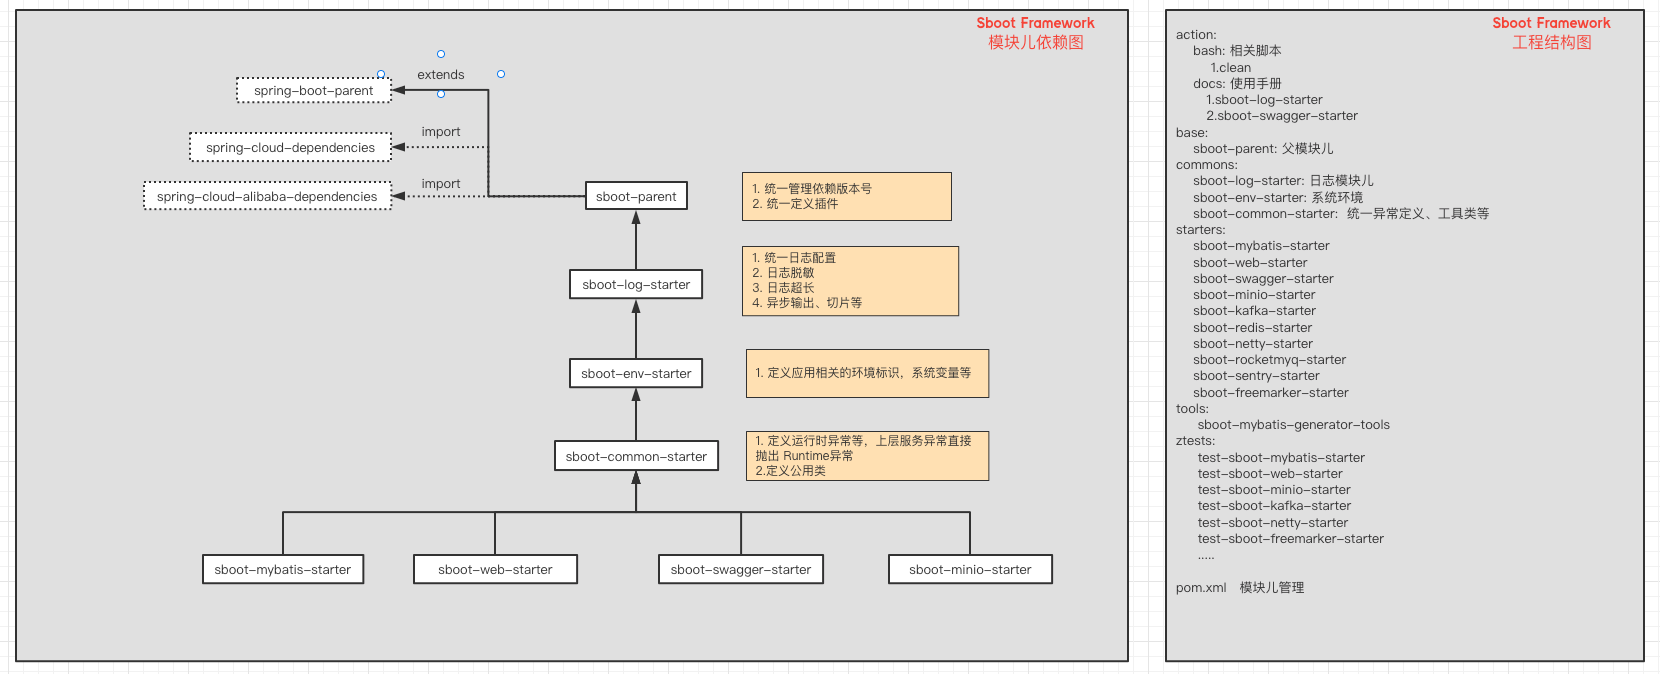 Sboot Framework
模块儿依赖图
extends
spring-boot-parent
import
spring-cloud-dependencies
import
spring-cloud-alibaba-dependencies
sboot-parent
1. 统一管理依赖版本号
2. 统一定义插件
sboot-log-starter
1. 统一日志配置
2. 日志脱敏
3. 日志超长
4. 异步输出、切片等
sboot-env-starter
1. 定义应用相关的环境标识，系统变量等
sboot-common-starter
1. 定义运行时异常等，上层服务异常直接
抛出 Runtime异常
2.定义公用类
sboot-mybatis-starter
sboot-web-starter
sboot-swagger-starter
sboot-minio-starter
Sboot Framework
工程结构图
action:
bash: 相关脚本
1.clean
docs: 使用手册
1.sboot-log-starter
2.sboot-swagger-starter
base:
sboot-parent: 父模块儿
commons:
sboot-log-starter: 日志模块儿
sboot-env-starter: 系统环境
sboot-common-starter: 统一异常定义、工具类等
starters:
sboot-mybatis-starter
sboot-web-starter
sboot-swagger-starter
sboot-minio-starter
sboot-kafka-starter
sboot-redis-starter
sboot-netty-starter
sboot-rocketmyq-starter
sboot-sentry-starter
sboot-freemarker-starter
tools:
sboot-mybatis-generator-tools
ztests:
test-sboot-mybatis-starter
test-sboot-web-starter
test-sboot-minio-starter
test-sboot-kafka-starter
test-sboot-netty-starter
test-sboot-freemarker-starter
.....
pom.xml 模块儿管理